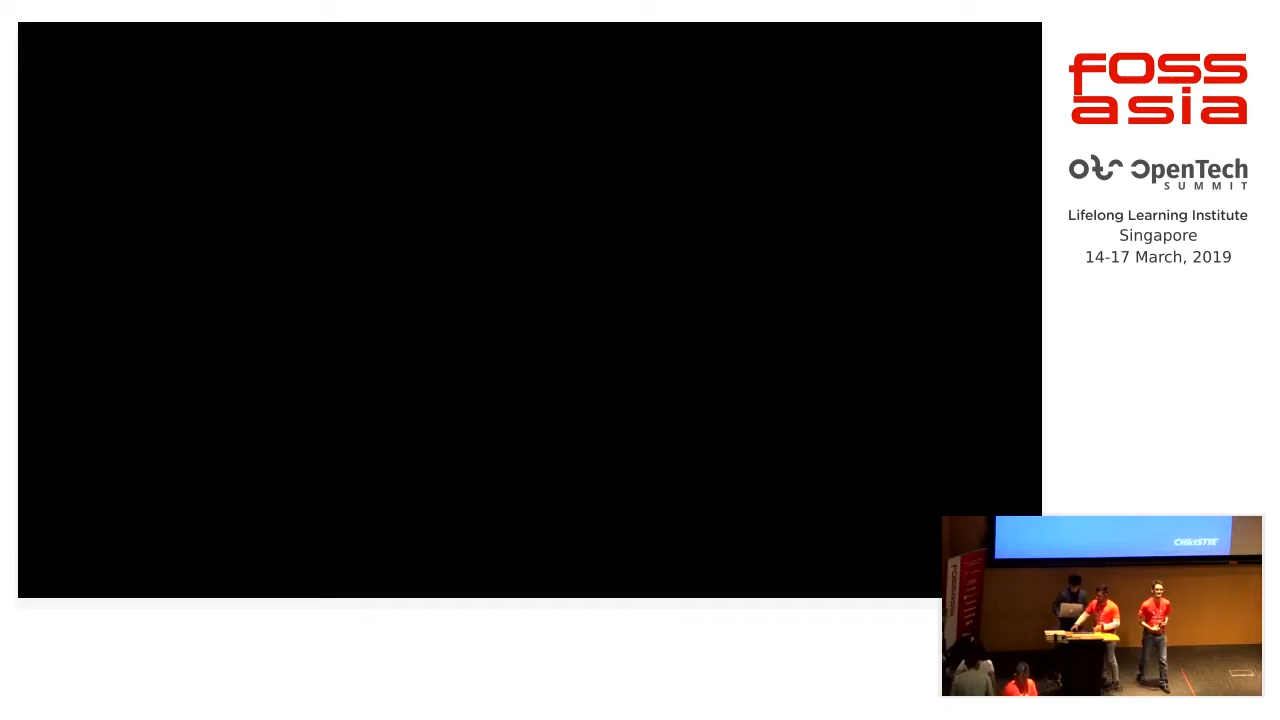 foss
asia
OpenTech
SUMMIT
Lifelong Learning Institute
Singapore
14-17 March, 2019
CHRISTIE